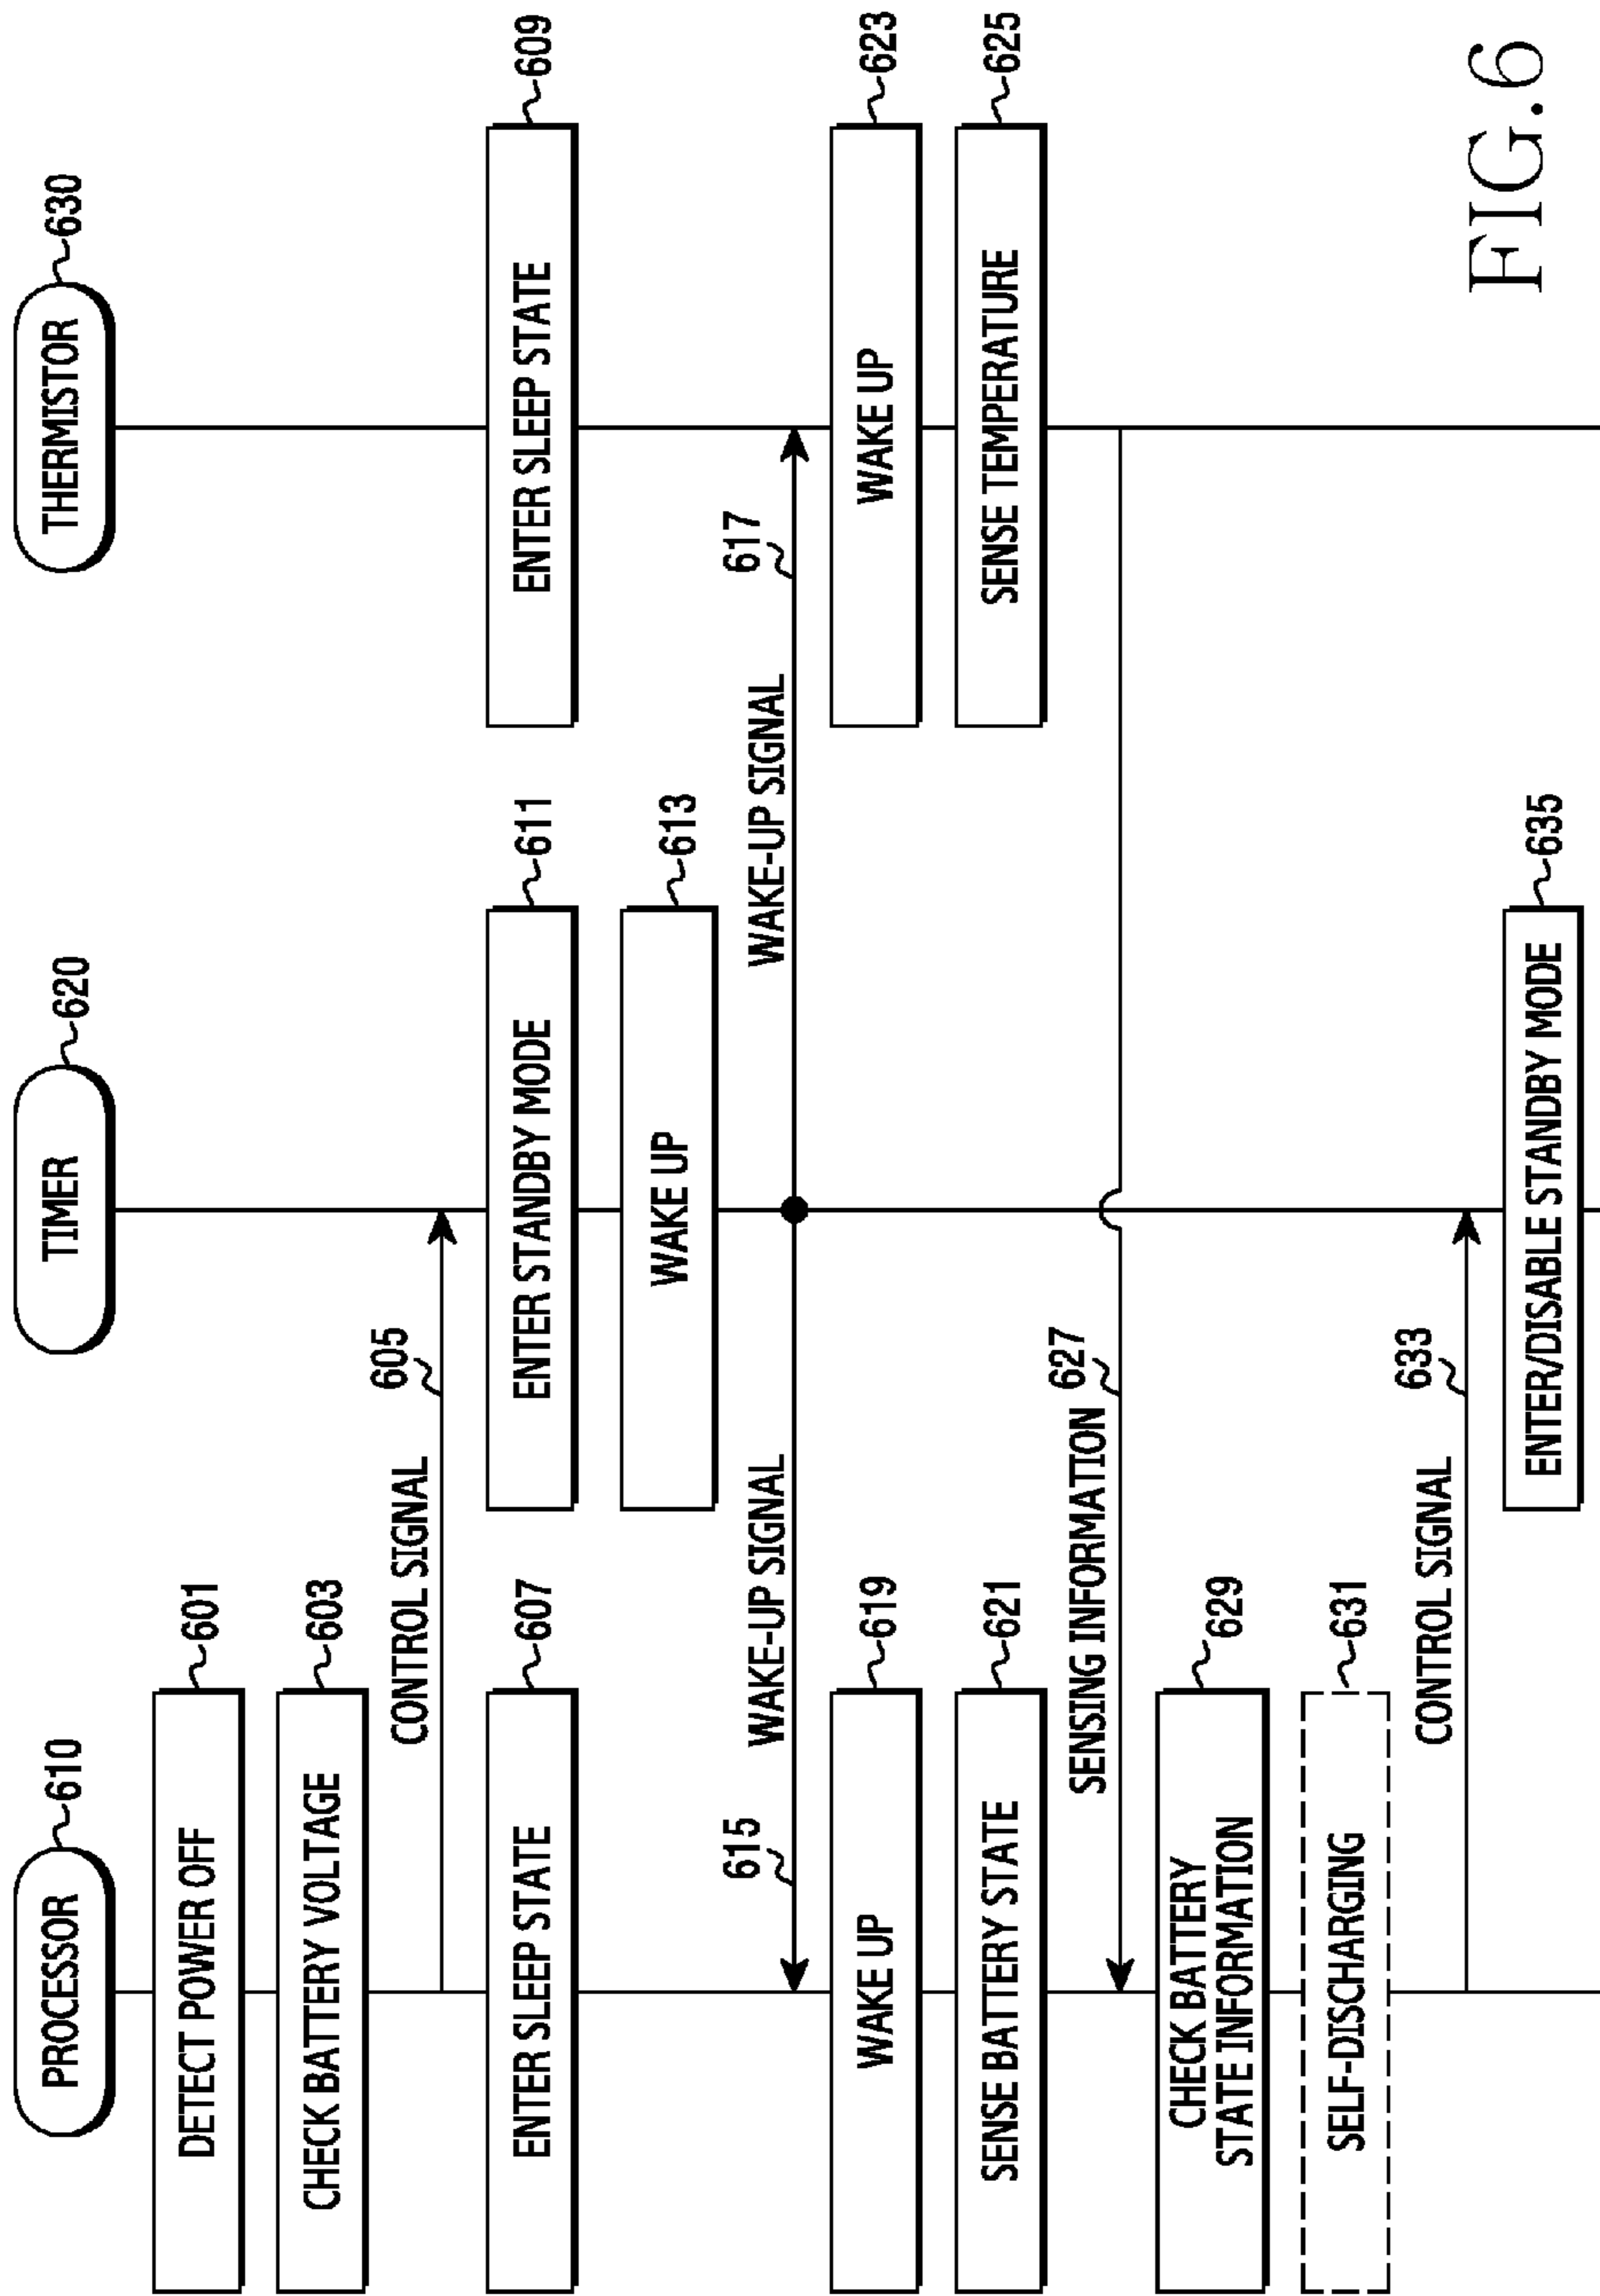 PROCESSOR
610
TIMER
620
THERMISTOR
630
DETECT POWER OFF
601
CHECK BATTERY VOLTAGE
603
CONTROL SIGNAL
605
ENTER SLEEP STATE
607
ENTER STANDBY MODE
611
ENTER SLEEP STATE
609
WAKE UP
613
615
WAKE-UP SIGNAL
WAKE-UP SIGNAL
617
WAKE UP
619
WAKE UP
623
SENSE BATTERY STATE
621
SENSE TEMPERATURE
625
SENSING INFORMATION
627
CHECK BATTERY
STATE INFORMATION
629
SELF-DISCHARGING
631
CONTROL SIGNAL
633
ENTER/DISABLE STANDBY MODE
635
FIG.6